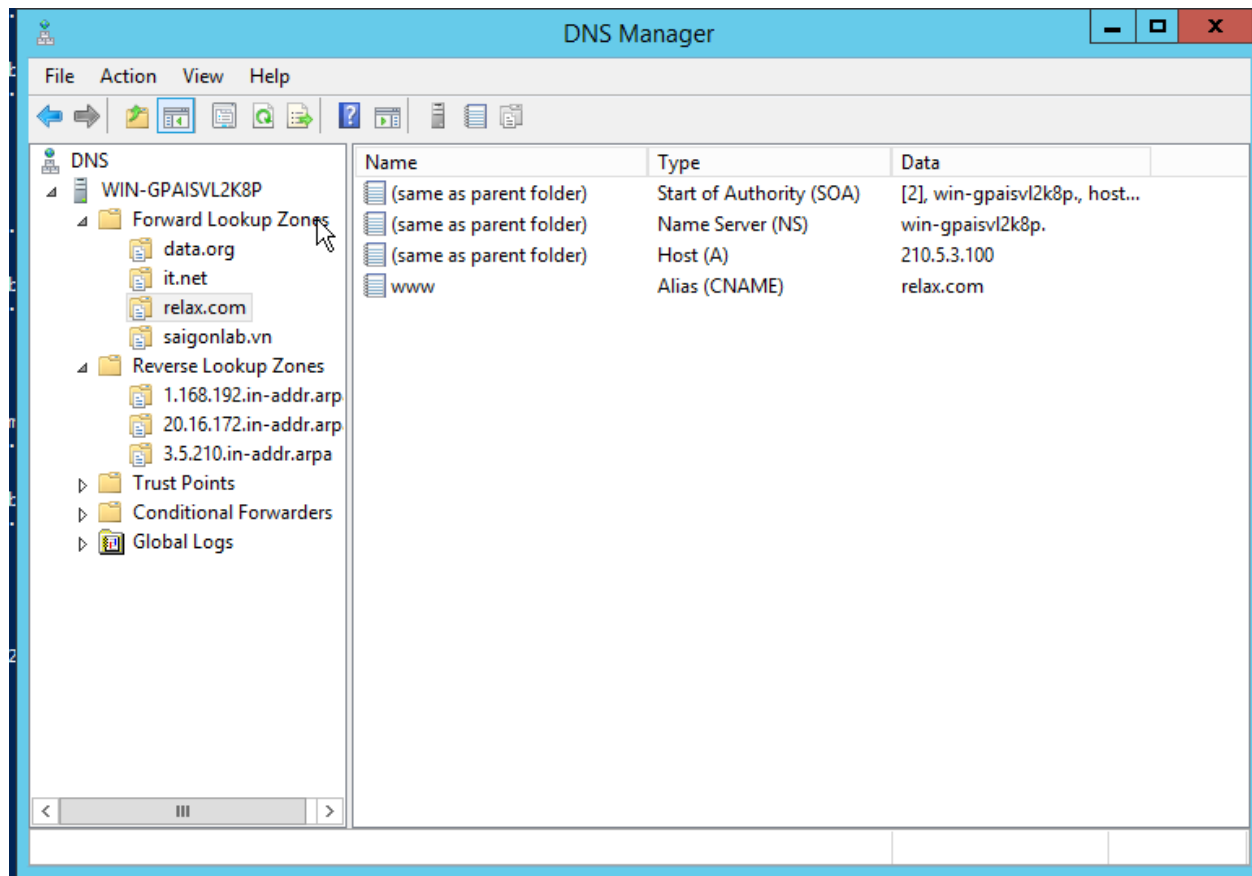 DNS Manager
File Action View Help
DNS
WIN-GPAISVL2K8P
Forward Lookup Zones
data.org
it.net
relax.com
saigonlab.vn
Reverse Lookup Zones
1.168.192.in-addr.arp
20.16.172.in-addr.arp
3.5.210.in-addr.arpa
Trust Points
Conditional Forwarders
Global Logs
Name Type Data
(same as parent folder) Start of Authority (SOA) [2], win-gpaisvl2k8p., host...
(same as parent folder) Name Server (NS) win-gpaisvl2k8p.
(same as parent folder) Host (A) 210.5.3.100
www Alias (CNAME) relax.com